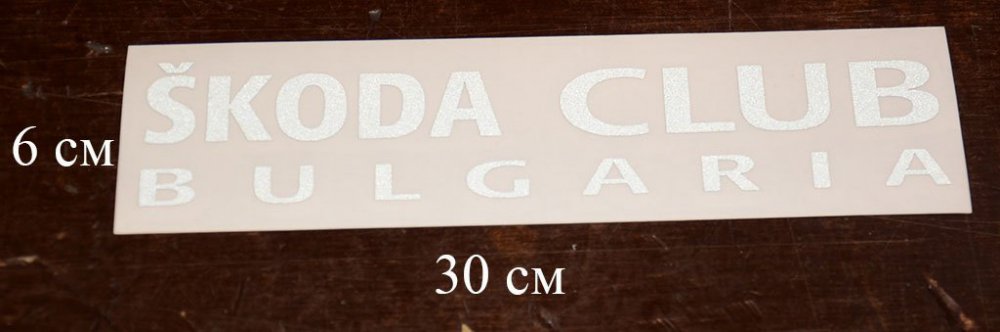 ŠKODA CLUB
BULGARIA
6 см
30 см